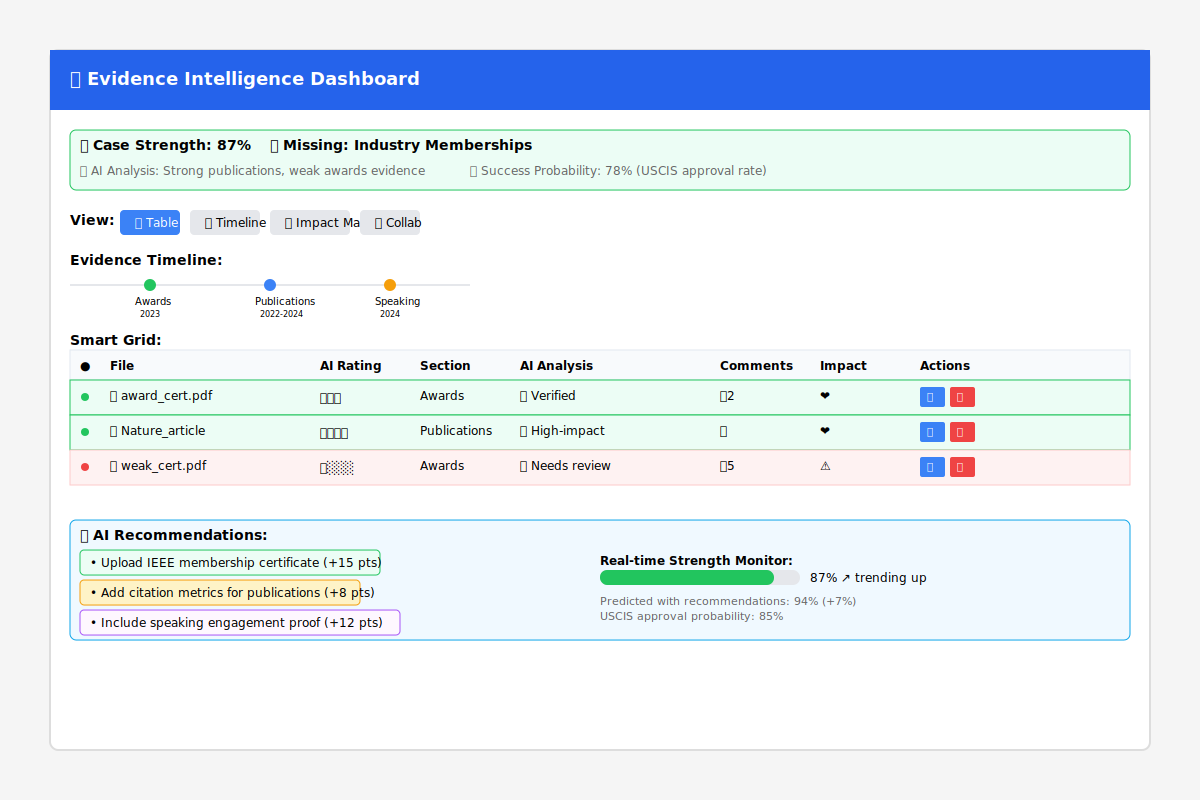 Evidence Intelligence Dashboard
Case Strength: 87% Missing: Industry Memberships
AI Analysis: Strong publications, weak awards evidence Success Probability: 78% (USCIS approval rate)
View: Table Timeline Impact Ma Collab
Evidence Timeline:
Awards Publications Speaking
2023 2022-2024 2024
Smart Grid:
● File AI Rating Section AI Analysis Comments Impact Actions
award_cert.pdf Awards Verified 2 ❤
Nature_article Publications High-impact ❤
weak_cert.pdf ░░░ Awards Needs review 5 ⚠
AI Recommendations:
• Upload IEEE membership certificate (+15 pts)
• Add citation metrics for publications (+8 pts)
• Include speaking engagement proof (+12 pts)
Real-time Strength Monitor:
87% ↗ trending up
Predicted with recommendations: 94% (+7%)
USCIS approval probability: 85%